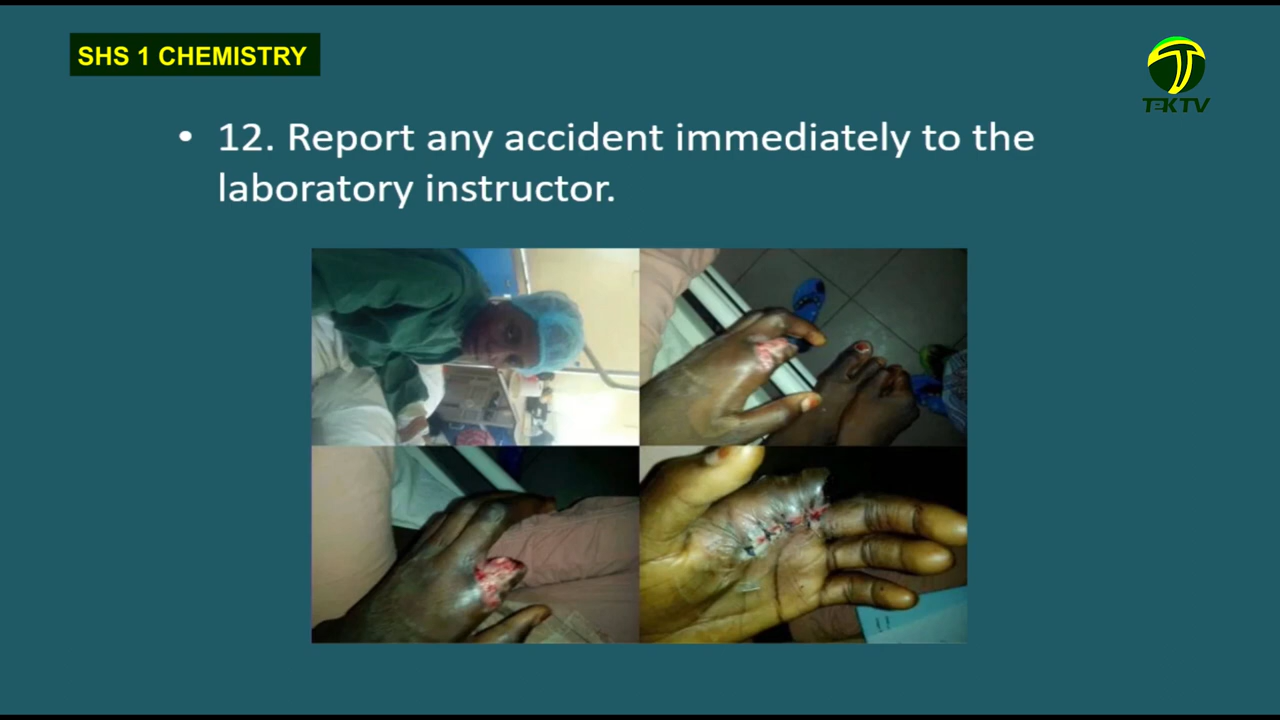 SHS 1 CHEMISTRY
TEKTV
• 12. Report any accident immediately to the
laboratory instructor.